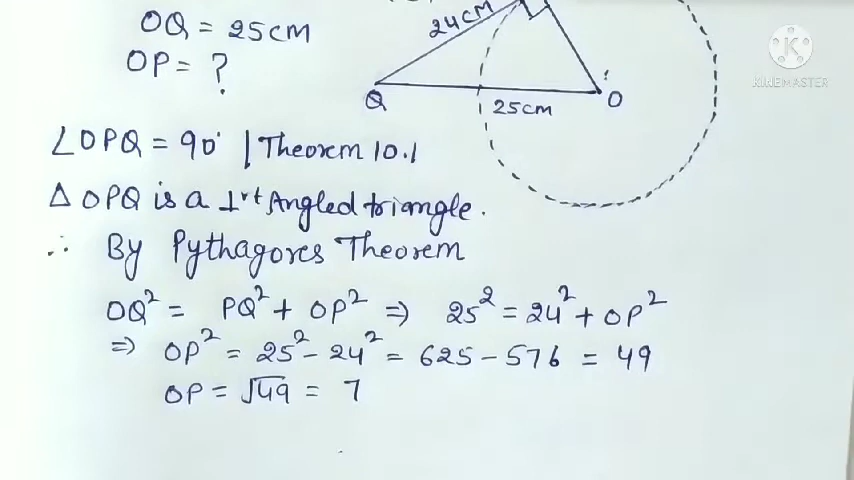 OQ = 25cm
OP = ?
24cm
Q
25cm
O
KINEMASTER
∠OPQ = 90° | Theorem 10.1
△ OPQ is a ⊥rt Angled triangle.
∴ By Pythagores Theorem
OQ² = PQ² + OP² ⇒ 25² = 24² + OP²
⇒ OP² = 25² - 24² = 625 - 576 = 49
OP = √49 = 7